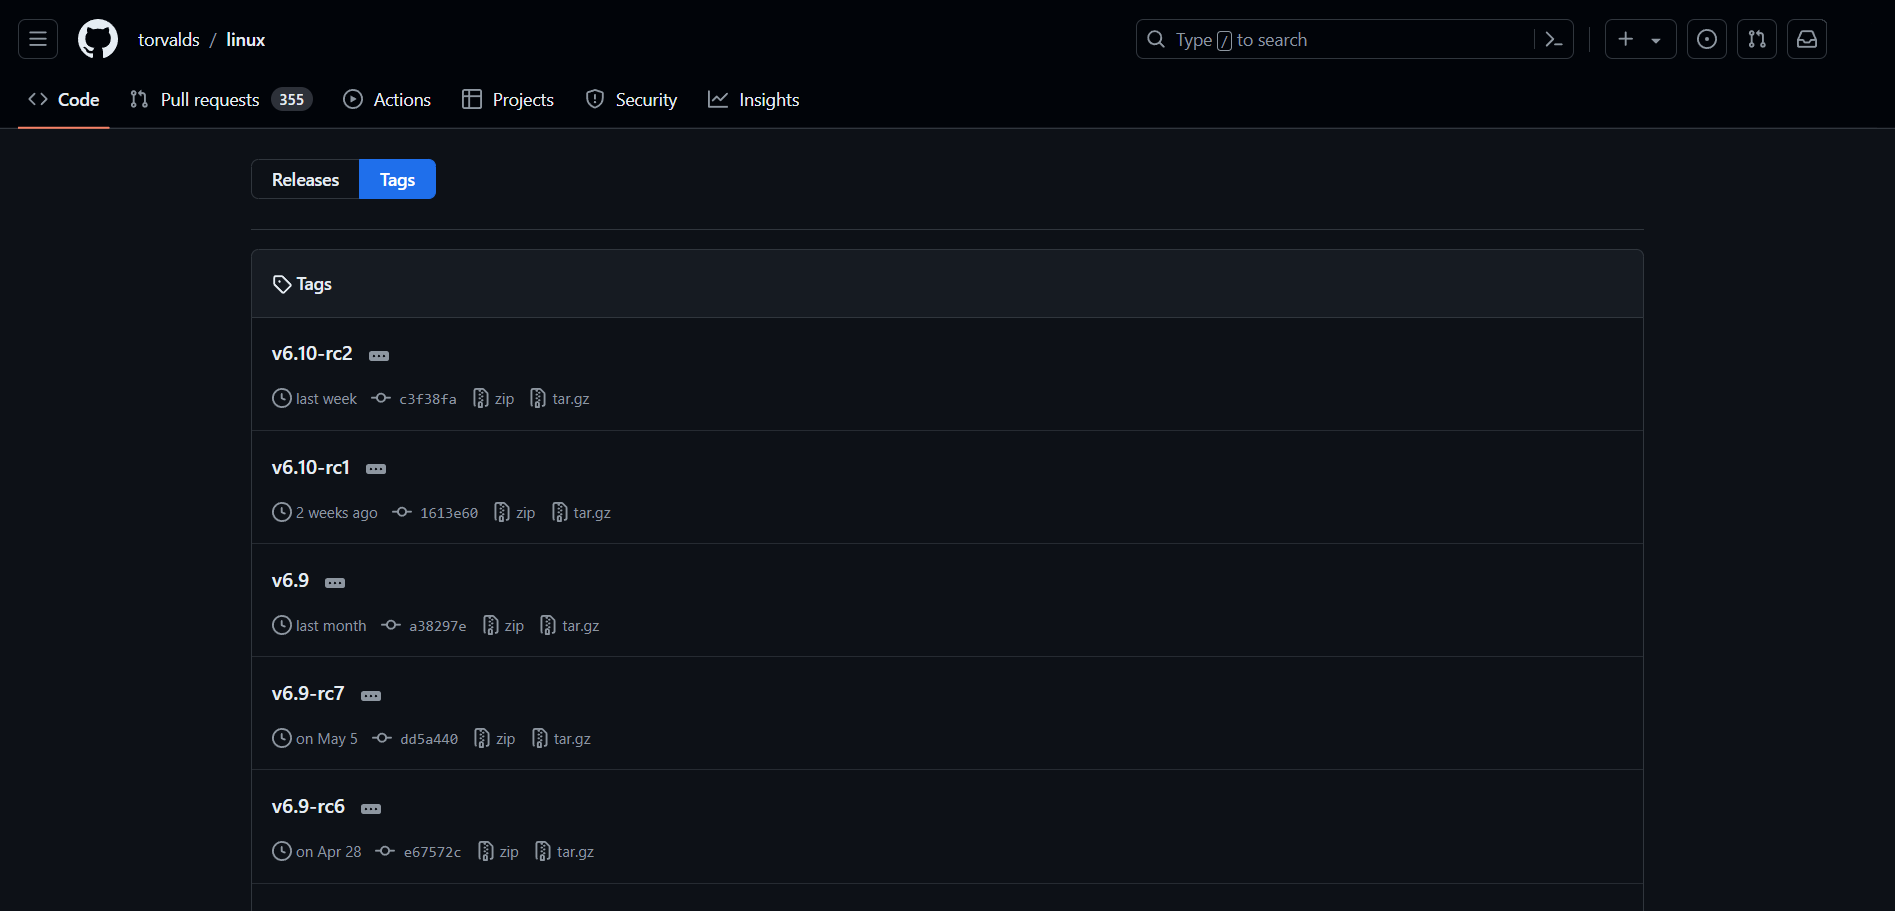 torvalds / linux
Type / to search
Code Pull requests 355 Actions Projects Security Insights
Releases Tags
Tags
v6.10-rc2
last week c3f38fa zip tar.gz
v6.10-rc1
2 weeks ago 1613e60 zip tar.gz
v6.9
last month a38297e zip tar.gz
v6.9-rc7
on May 5 dd5a440 zip tar.gz
v6.9-rc6
on Apr 28 e67572c zip tar.gz